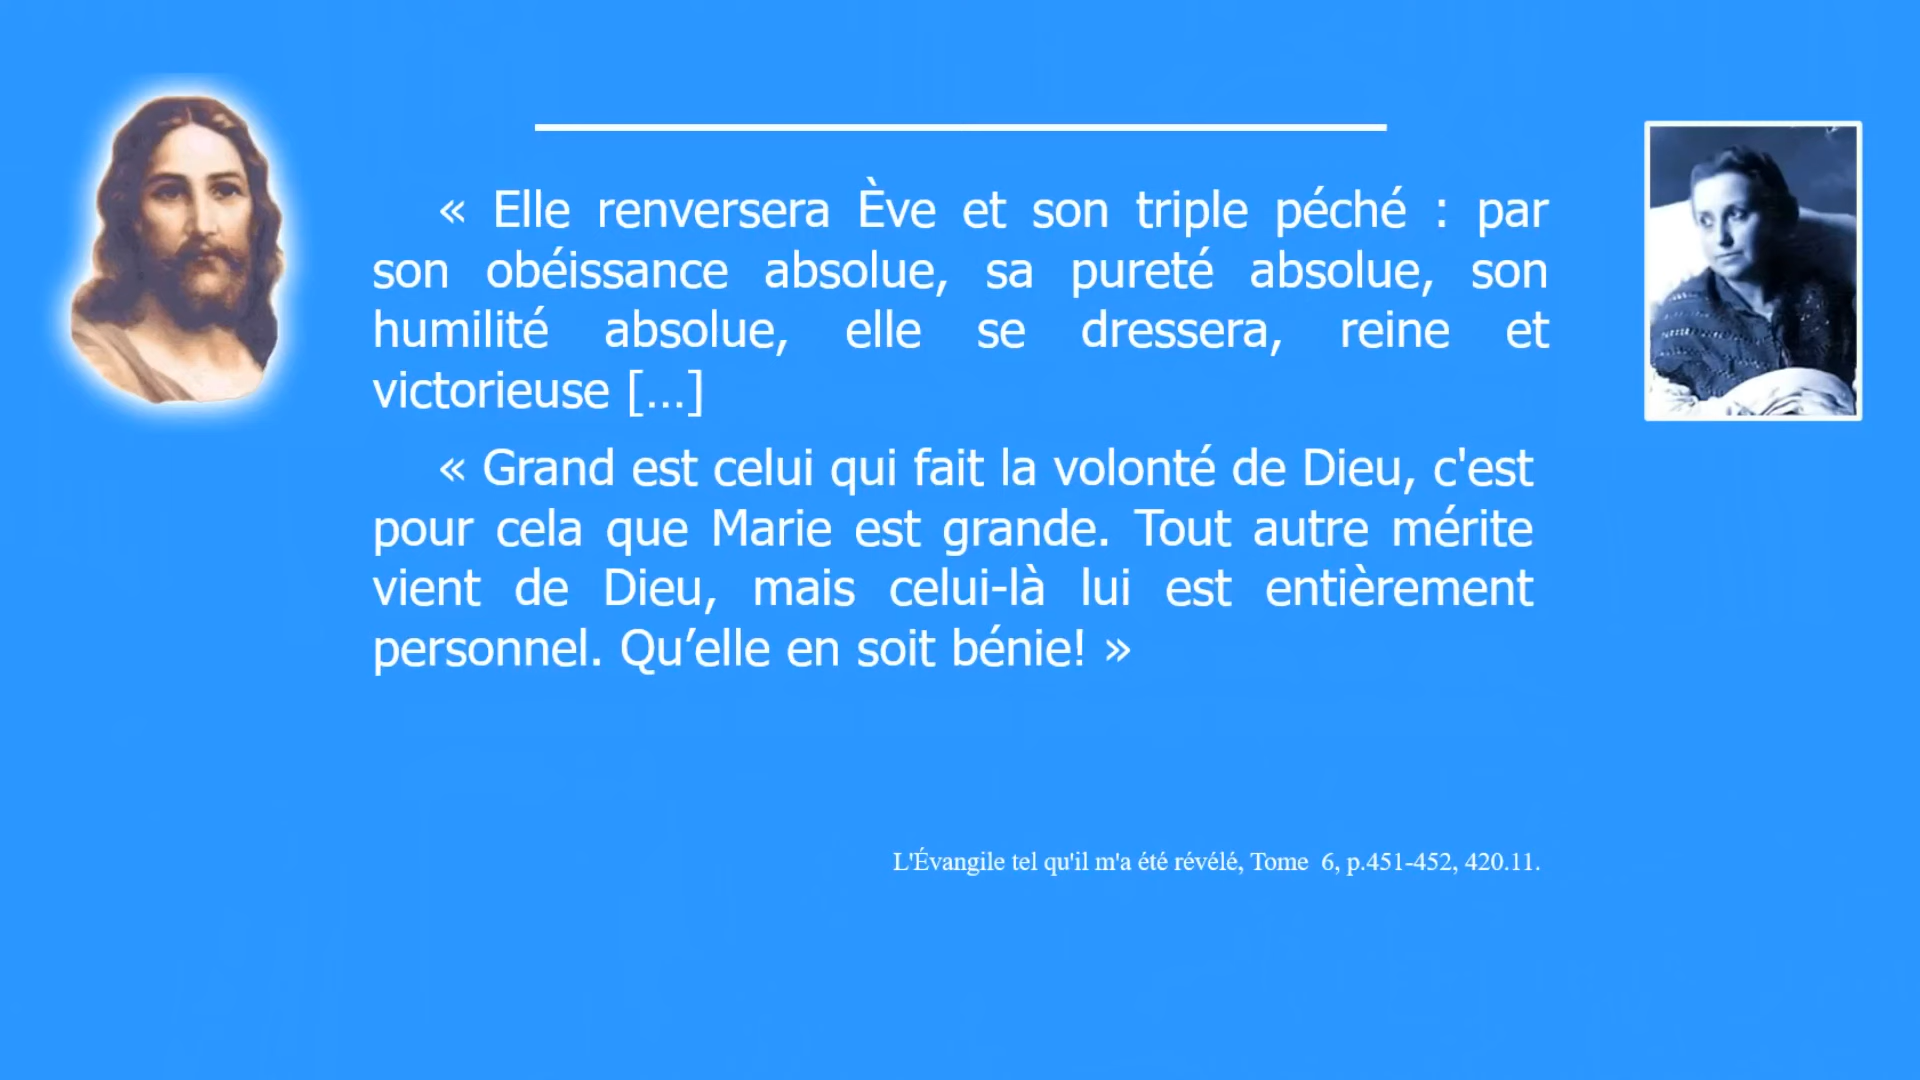 « Elle renversera Ève et son triple péché : par
son obéissance absolue, sa pureté absolue, son
humilité absolue, elle se dressera, reine et
victorieuse [...]
« Grand est celui qui fait la volonté de Dieu, c'est
pour cela que Marie est grande. Tout autre mérite
vient de Dieu, mais celui-là lui est entièrement
personnel. Qu’elle en soit bénie! »
L'Évangile tel qu'il m'a été révélé, Tome 6, p.451-452, 420.11.